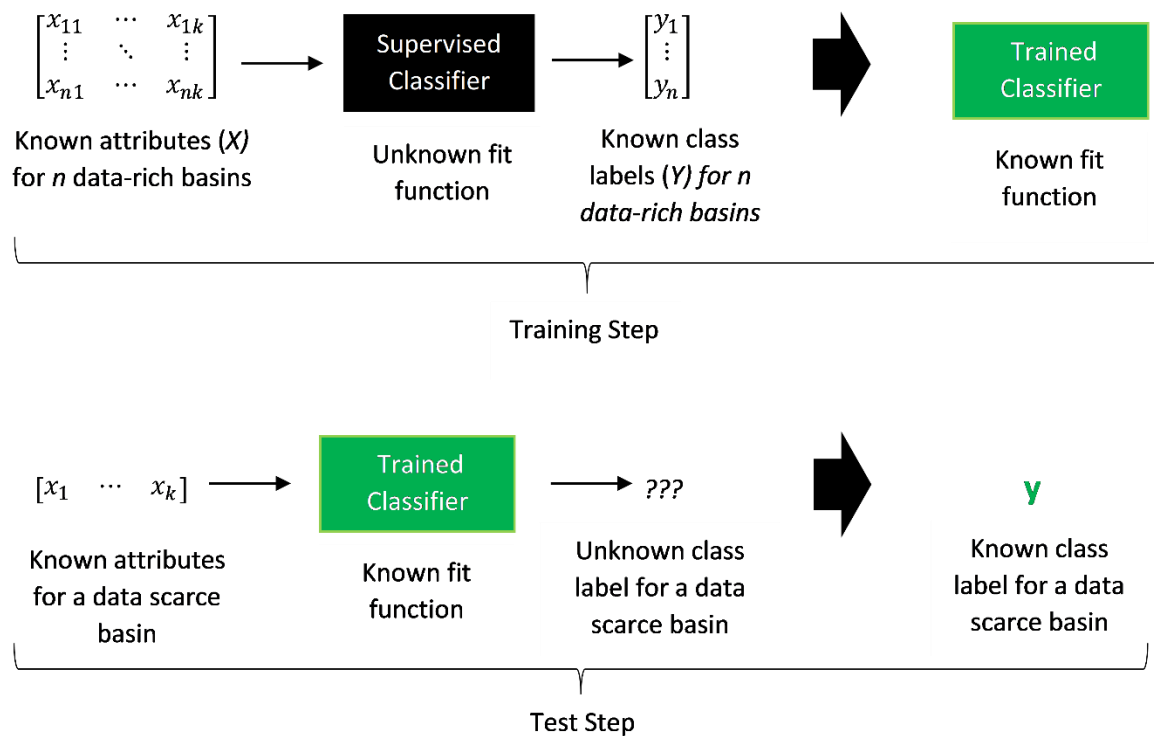 [x11 ⋯ x1k
⋮ ⋱ ⋮
xn1 ⋯ xnk]
Supervised
Classifier
[y1
⋮
yn]
Trained
Classifier
Known attributes (X)
for n data-rich basins
Unknown fit
function
Known class
labels (Y) for n
data-rich basins
Known fit
function
Training Step
[x1 ⋯ xk]
Trained
Classifier
???
y
Known attributes
for a data scarce
basin
Known fit
function
Unknown class
label for a data
scarce basin
Known class
label for a data
scarce basin
Test Step